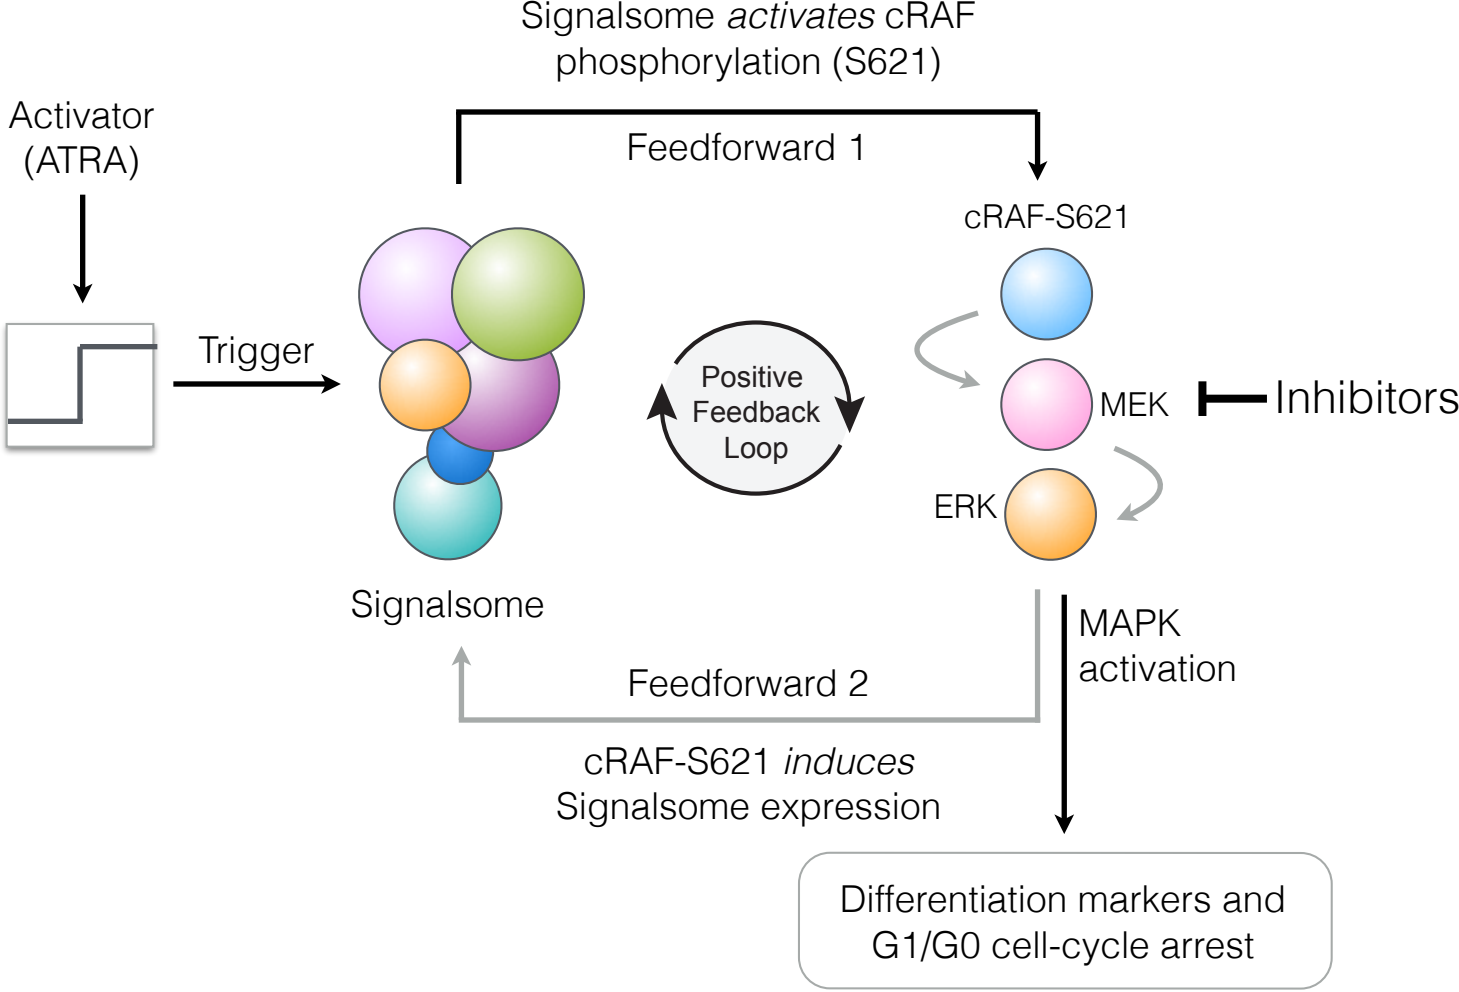 Signalsome activates cRAF
phosphorylation (S621)
Activator
(ATRA)
Feedforward 1
cRAF-S621
Trigger
Positive
Feedback
Loop
MEK
Inhibitors
ERK
Signalsome
MAPK
activation
Feedforward 2
cRAF-S621 induces
Signalsome expression
Differentiation markers and
G1/G0 cell-cycle arrest